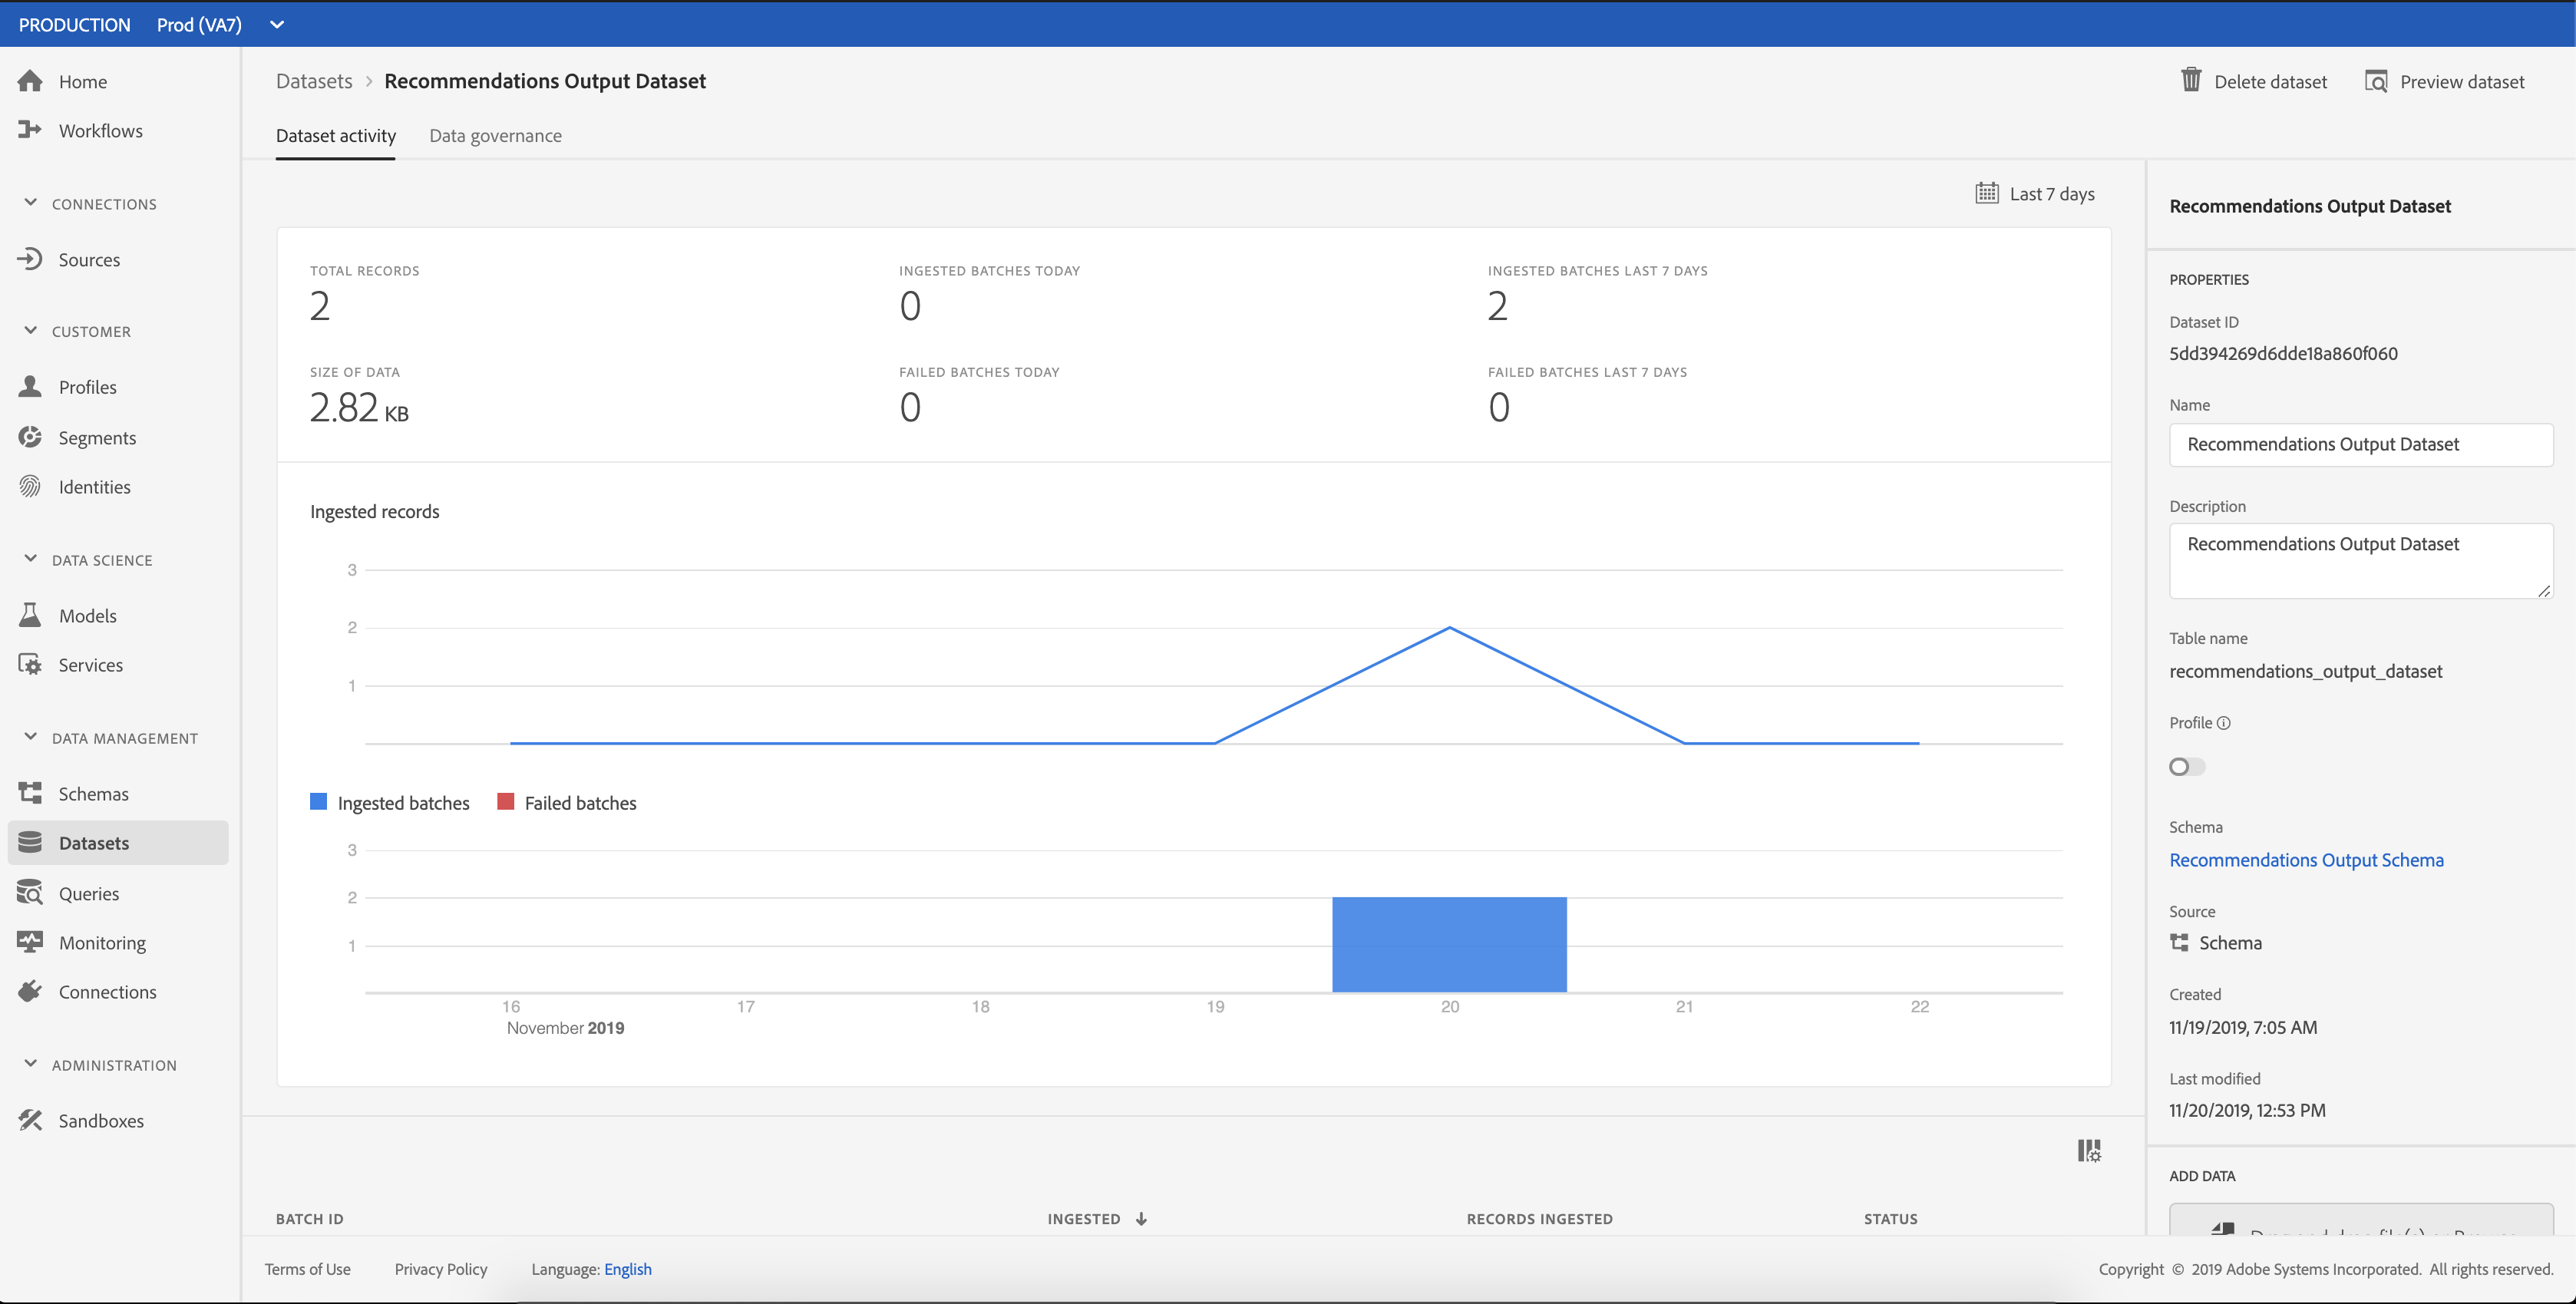 PRODUCTION Prod (VA7)
Home
Workflows
CONNECTIONS
Sources
CUSTOMER
Profiles
Segments
Identities
DATA SCIENCE
Models
Services
DATA MANAGEMENT
Schemas
Datasets
Queries
Monitoring
Connections
ADMINISTRATION
Sandboxes
Datasets > Recommendations Output Dataset
Delete dataset Preview dataset
Dataset activity Data governance
Last 7 days
TOTAL RECORDS INGESTED BATCHES TODAY INGESTED BATCHES LAST 7 DAYS
2 0 2
SIZE OF DATA FAILED BATCHES TODAY FAILED BATCHES LAST 7 DAYS
2.82 KB 0 0
Ingested records
3
2
1
Ingested batches Failed batches
3
2
1
16 17 18 19 20 21 22
November 2019
BATCH ID INGESTED RECORDS INGESTED STATUS
Recommendations Output Dataset
PROPERTIES
Dataset ID
5dd394269d6dde18a860f060
Name
Recommendations Output Dataset
Description
Recommendations Output Dataset
Table name
recommendations_output_dataset
Profile
Schema
Recommendations Output Schema
Source
Schema
Created
11/19/2019, 7:05 AM
Last modified
11/20/2019, 12:53 PM
ADD DATA
Terms of Use Privacy Policy Language: English
Copyright © 2019 Adobe Systems Incorporated. All rights reserved.